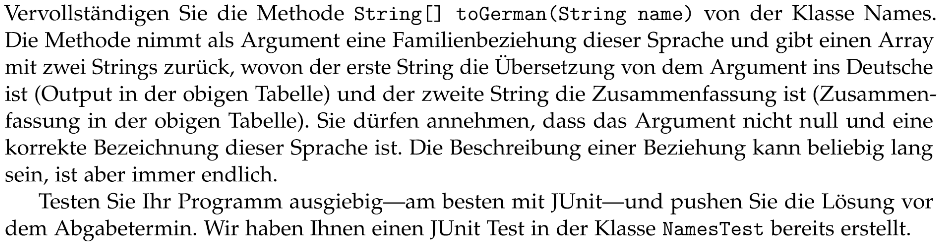 Vervollständigen Sie die Methode String[] toGerman(String name) von der Klasse Names.
Die Methode nimmt als Argument eine Familienbeziehung dieser Sprache und gibt einen Array
mit zwei Strings zurück, wovon der erste String die Übersetzung von dem Argument ins Deutsche
ist (Output in der obigen Tabelle) und der zweite String die Zusammenfassung ist (Zusammen-
fassung in der obigen Tabelle). Sie dürfen annehmen, dass das Argument nicht null und eine
korrekte Bezeichnung dieser Sprache ist. Die Beschreibung einer Beziehung kann beliebig lang
sein, ist aber immer endlich.
Testen Sie Ihr Programm ausgiebig—am besten mit JUnit—und pushen Sie die Lösung vor
dem Abgabetermin. Wir haben Ihnen einen JUnit Test in der Klasse NamesTest bereits erstellt.